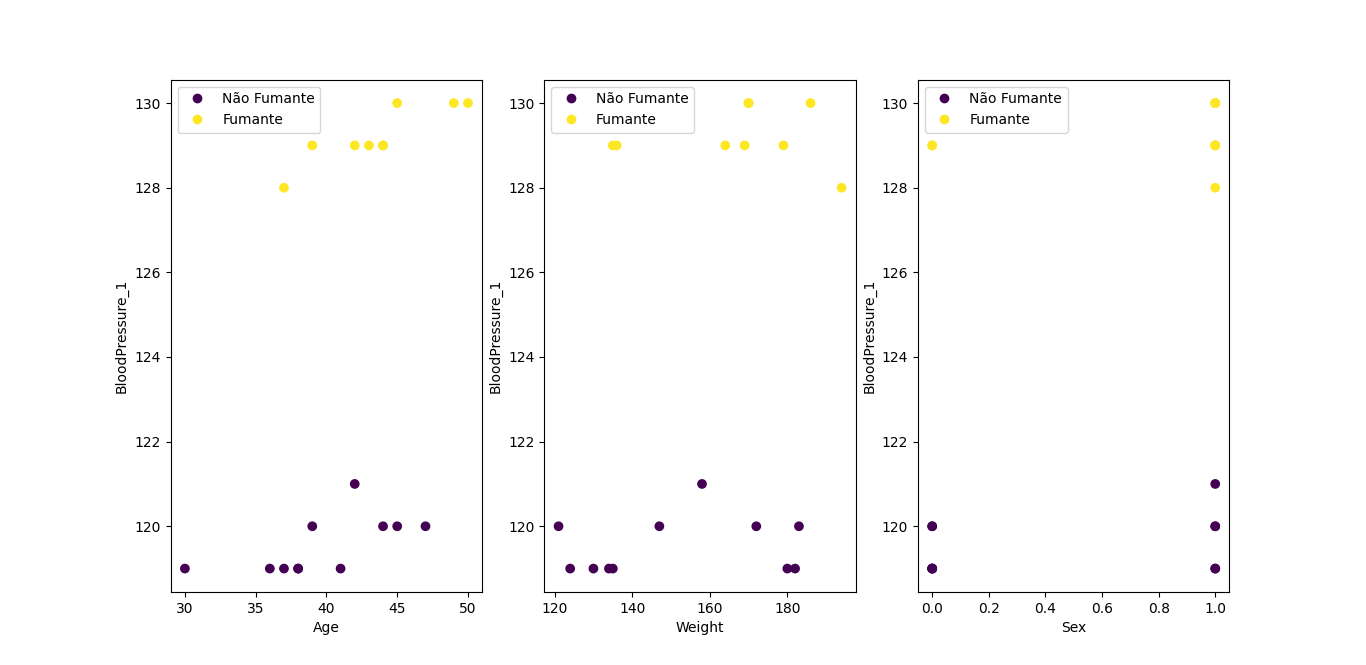 Não Fumante
Fumante
130
128
126
124
122
120
BloodPressure_1
30 35 40 45 50
Age
Não Fumante
Fumante
130
128
126
124
122
120
BloodPressure_1
120 140 160 180
Weight
Não Fumante
Fumante
130
128
126
124
122
120
BloodPressure_1
0.0 0.2 0.4 0.6 0.8 1.0
Sex